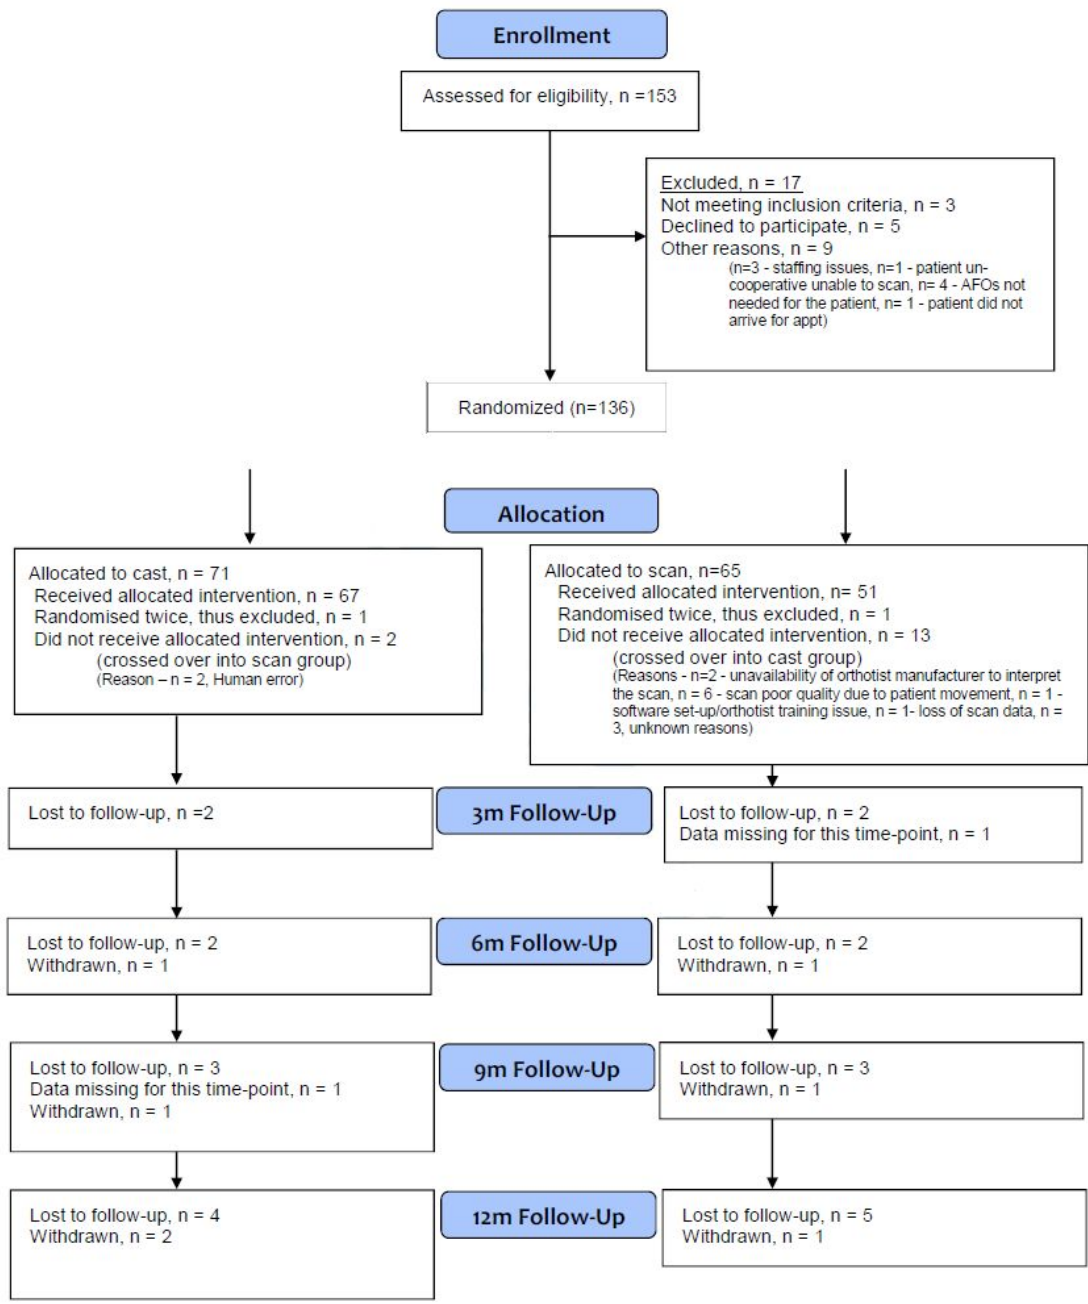 Enrollment
Assessed for eligibility, n =153
Excluded, n = 17
Not meeting inclusion criteria, n = 3
Declined to participate, n = 5
Other reasons, n = 9
(n=3 - staffing issues, n=1 - patient un-
cooperative unable to scan, n= 4 - AFOs not
needed for the patient, n= 1 - patient did not
arrive for appt)
Randomized (n=136)
Allocation
Allocated to cast, n = 71
Received allocated intervention, n = 67
Randomised twice, thus excluded, n = 1
Did not receive allocated intervention, n = 2
(crossed over into scan group)
(Reason – n = 2, Human error)
Allocated to scan, n=65
Received allocated intervention, n= 51
Randomised twice, thus excluded, n = 1
Did not receive allocated intervention, n = 13
(crossed over into cast group)
(Reasons - n=2 - unavailability of orthotist manufacturer to interpret
the scan, n = 6 - scan poor quality due to patient movement, n = 1 -
software set-up/orthotist training issue, n = 1- loss of scan data, n =
3, unknown reasons)
Lost to follow-up, n =2
3m Follow-Up
Lost to follow-up, n = 2
Data missing for this time-point, n = 1
Lost to follow-up, n = 2
Withdrawn, n = 1
6m Follow-Up
Lost to follow-up, n = 2
Withdrawn, n = 1
Lost to follow-up, n = 3
Data missing for this time-point, n = 1
Withdrawn, n = 1
9m Follow-Up
Lost to follow-up, n = 3
Withdrawn, n = 1
Lost to follow-up, n = 4
Withdrawn, n = 2
12m Follow-Up
Lost to follow-up, n = 5
Withdrawn, n = 1